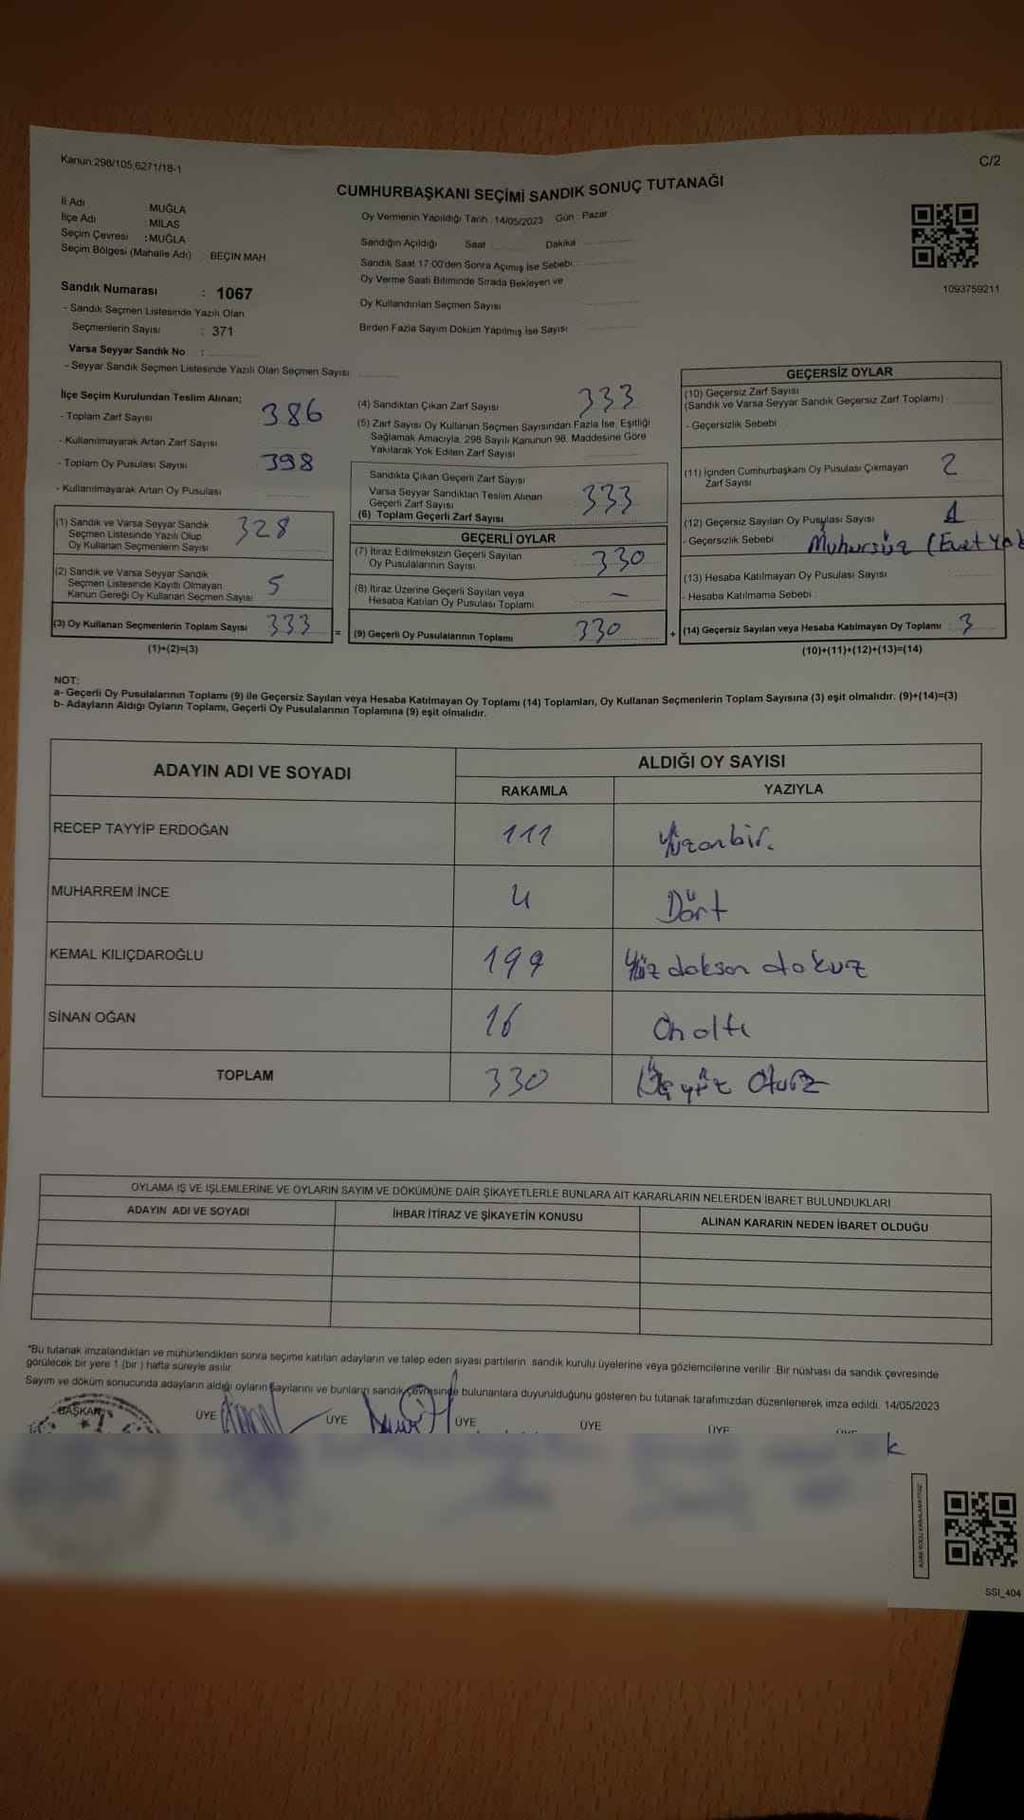 Kanun:298/105,6271/18-1
C/2
CUMHURBAŞKANI SEÇİMİ SANDIK SONUÇ TUTANAĞI
İl Adı : MUĞLA
İlçe Adı : MİLAS
Seçim Çevresi : MUĞLA
Seçim Bölgesi (Mahalle Adı) : BEÇİN MAH
Sandık Numarası : 1067
- Sandık Seçmen Listesinde Yazılı Olan
Seçmenlerin Sayısı : 371
Varsa Seyyar Sandık No :
- Seyyar Sandık Seçmen Listesinde Yazılı Olan Seçmen Sayısı
Oy Vermenin Yapıldığı Tarih : 14/05/2023 Gün : Pazar
Sandığın Açıldığı Saat Dakika
Sandık Saat 17:00'den Sonra Açımış İse Sebebi:
Oy Verme Saati Bitiminde Sırada Bekleyen ve
Oy Kullandırılan Seçmen Sayısı
Birden Fazla Sayım Döküm Yapılmış İse Sayısı
1093759211
İlçe Seçim Kurulundan Teslim Alınan;
- Toplam Zarf Sayısı 386
- Kullanılmayarak Artan Zarf Sayısı
- Toplam Oy Pusulası Sayısı 398
- Kullanılmayarak Artan Oy Pusulası
(1) Sandık ve Varsa Seyyar Sandık
Seçmen Listesinde Yazılı Olup
Oy Kullanan Seçmenlerin Sayısı 328
(2) Sandık ve Varsa Seyyar Sandık
Seçmen Listesinde Kayıtlı Olmayan
Kanun Gereği Oy Kullanan Seçmen Sayısı 5
(3) Oy Kullanan Seçmenlerin Toplam Sayısı 333 =
(1)+(2)=(3)
(4) Sandıktan Çıkan Zarf Sayısı 333
(5) Zarf Sayısı Oy Kullanan Seçmen Sayısından Fazla İse, Eşitliği
Sağlamak Amacıyla, 298 Sayılı Kanunun 98. Maddesine Göre
Yakılarak Yok Edilen Zarf Sayısı
Sandıkta Çıkan Geçerli Zarf Sayısı
Varsa Seyyar Sandıktan Teslim Alınan
Geçerli Zarf Sayısı
(6) Toplam Geçerli Zarf Sayısı 333
GEÇERLİ OYLAR
(7) İtiraz Edilmeksizin Geçerli Sayılan
Oy Pusulalarının Sayısı 330
(8) İtiraz Üzerine Geçerli Sayılan veya
Hesaba Katılan Oy Pusulası Toplamı -
(9) Geçerli Oy Pusulalarının Toplamı 330 +
GEÇERSİZ OYLAR
(10) Geçersiz Zarf Sayısı
(Sandık ve Varsa Seyyar Sandık Geçersiz Zarf Toplamı)
- Geçersizlik Sebebi
(11) İçinden Cumhurbaşkanı Oy Pusulası Çıkmayan
Zarf Sayısı 2
(12) Geçersiz Sayılan Oy Pusulası Sayısı 1
- Geçersizlik Sebebi (Evet
(13) Hesaba Katılmayan Oy Pusulası Sayısı
- Hesaba Katılmama Sebebi
(14) Geçersiz Sayılan veya Hesaba Katılmayan Oy Toplamı 3
(10)+(11)+(12)+(13)=(14)
NOT:
a- Geçerli Oy Pusulalarının Toplamı (9) ile Geçersiz Sayılan veya Hesaba Katılmayan Oy Toplamı (14) Toplamları, Oy Kullanan Seçmenlerin Toplam Sayısına (3) eşit olmalıdır. (9)+(14)=(3)
b- Adayların Aldığı Oyların Toplamı, Geçerli Oy Pusulalarının Toplamına (9) eşit olmalıdır.
ADAYIN ADI VE SOYADI
ALDIĞI OY SAYISI
RAKAMLA YAZIYLA
RECEP TAYYİP ERDOĞAN 111 Yüzonbir.
MUHARREM İNCE 4 Dört
KEMAL KILIÇDAROĞLU 199 Yüz doksan dokuz
SİNAN OĞAN 16 On altı
TOPLAM 330 Üçyüz Otuz
OYLAMA İŞ VE İŞLEMLERİNE VE OYLARIN SAYIM VE DÖKÜMÜNE DAİR ŞİKAYETLERLE BUNLARA AİT KARARLARIN NELERDEN İBARET BULUNDUKLARI
ADAYIN ADI VE SOYADI İHBAR İTİRAZ VE ŞİKAYETİN KONUSU ALINAN KARARIN NEDEN İBARET OLDUĞU
*Bu tutanak imzalandıktan ve mühürlendikten sonra seçime katılan adayların ve talep eden siyasi partilerin sandık kurulu üyelerine veya gözlemcilerine verilir. Bir nüshası da sandık çevresinde
görülecek bir yere 1 (bir) hafta süreyle asılır.
Sayım ve döküm sonucunda adayların aldığı oyların sayılarını ve bunların sandık çevresinde bulunanlara duyurulduğunu gösteren bu tutanak tarafımızdan düzenlenerek imza edildi. 14/05/2023
BAŞKAN ÜYE ÜYE ÜYE ÜYE ÜYE
k
SSI_404